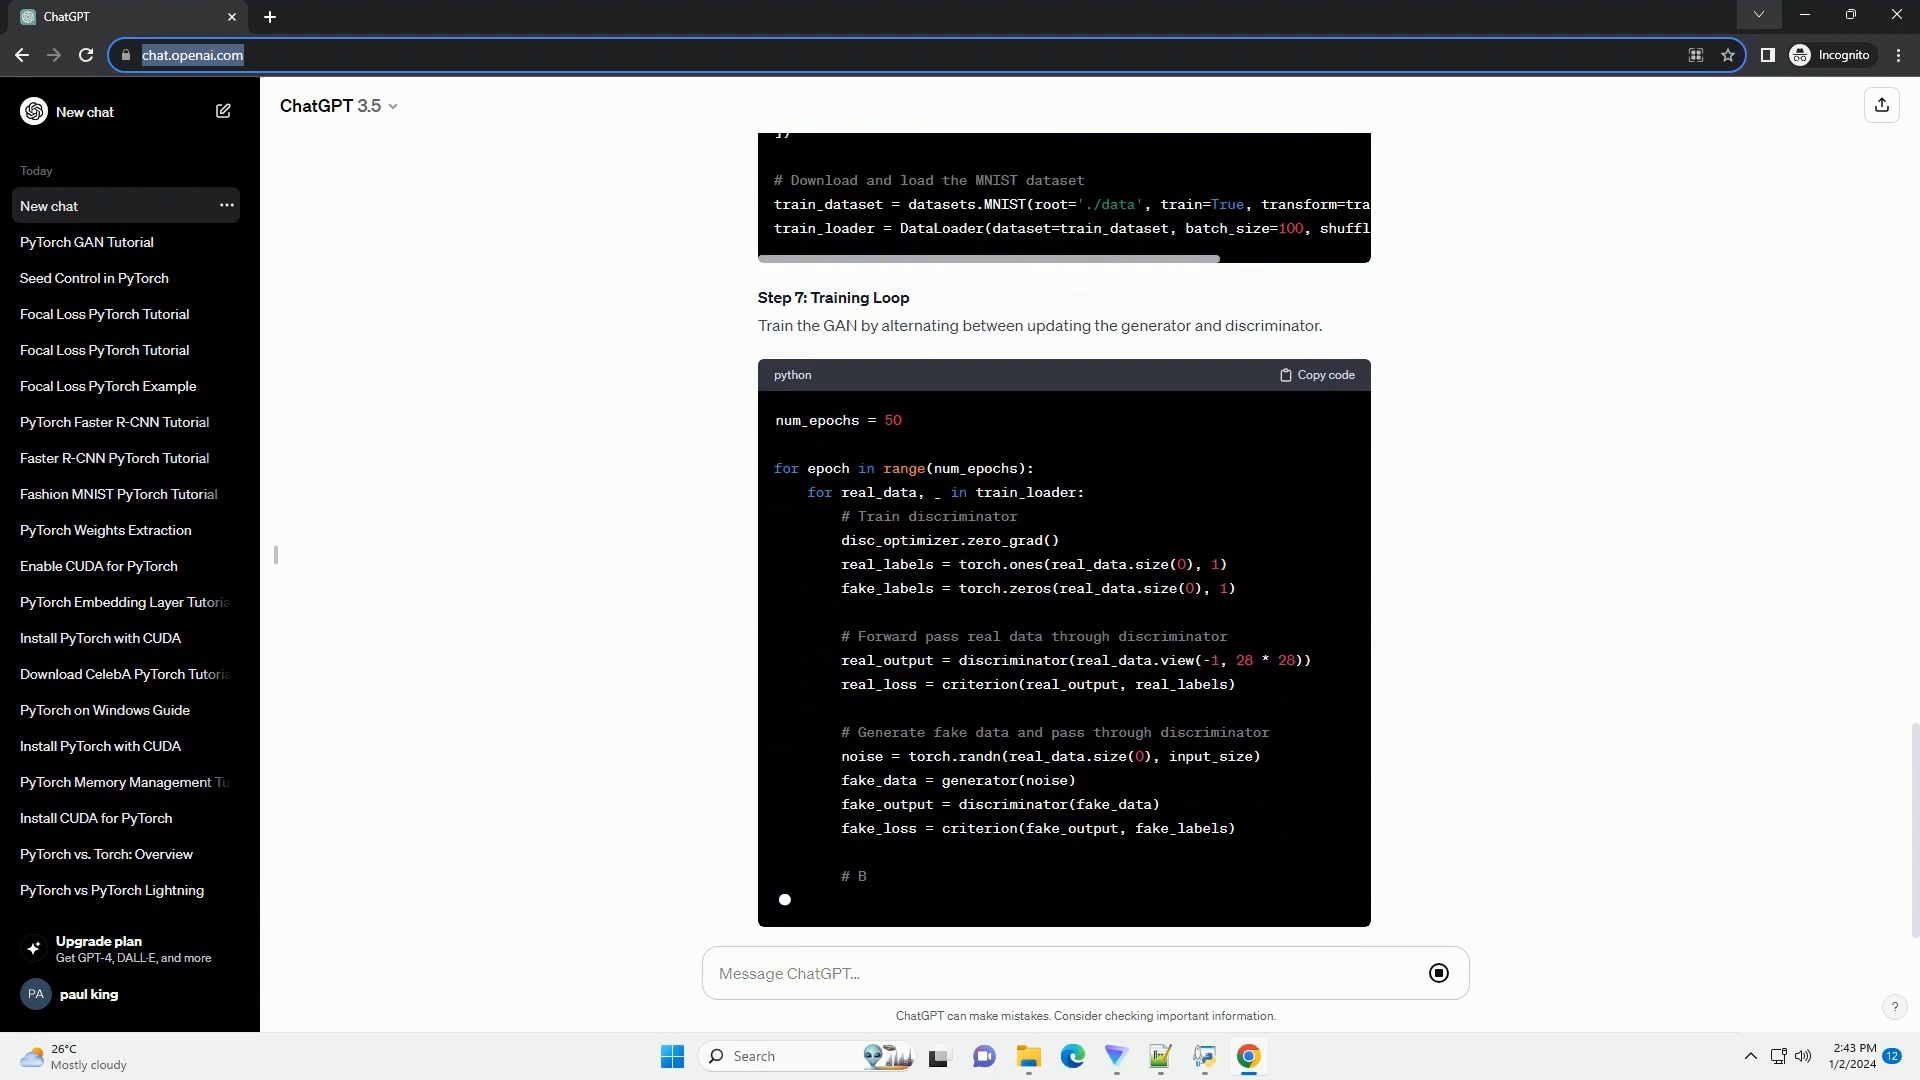 ChatGPT
chat.openai.com
Incognito
New chat
Today
New chat
PyTorch GAN Tutorial
Seed Control in PyTorch
Focal Loss PyTorch Tutorial
Focal Loss PyTorch Tutorial
Focal Loss PyTorch Example
PyTorch Faster R-CNN Tutorial
Faster R-CNN PyTorch Tutorial
Fashion MNIST PyTorch Tutorial
PyTorch Weights Extraction
Enable CUDA for PyTorch
PyTorch Embedding Layer Tutoria
Install PyTorch with CUDA
Download CelebA PyTorch Tutoria
PyTorch on Windows Guide
Install PyTorch with CUDA
PyTorch Memory Management Tu
Install CUDA for PyTorch
PyTorch vs. Torch: Overview
PyTorch vs PyTorch Lightning
Upgrade plan
Get GPT-4, DALL·E, and more
PA paul king
ChatGPT 3.5
])
# Download and load the MNIST dataset
train_dataset = datasets.MNIST(root='./data', train=True, transform=tra
train_loader = DataLoader(dataset=train_dataset, batch_size=100, shuffl
Step 7: Training Loop
Train the GAN by alternating between updating the generator and discriminator.
python Copy code
num_epochs = 50
for epoch in range(num_epochs):
    for real_data, _ in train_loader:
        # Train discriminator
        disc_optimizer.zero_grad()
        real_labels = torch.ones(real_data.size(0), 1)
        fake_labels = torch.zeros(real_data.size(0), 1)
        # Forward pass real data through discriminator
        real_output = discriminator(real_data.view(-1, 28 * 28))
        real_loss = criterion(real_output, real_labels)
        # Generate fake data and pass through discriminator
        noise = torch.randn(real_data.size(0), input_size)
        fake_data = generator(noise)
        fake_output = discriminator(fake_data)
        fake_loss = criterion(fake_output, fake_labels)
        # B
Message ChatGPT…
ChatGPT can make mistakes. Consider checking important information.
?
26°C
Mostly cloudy
Search
2:43 PM
1/2/2024
12